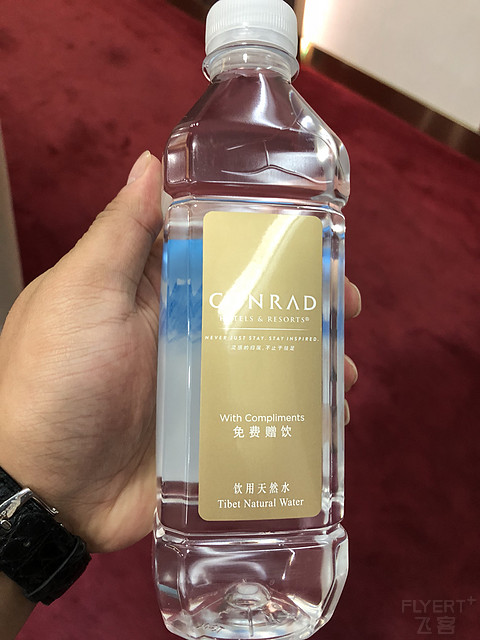 CONRAD
HOTELS & RESORTS®
NEVER JUST STAY. STAY INSPIRED.
With Compliments
免费赠饮
饮用天然水
Tibet Natural Water
FLYERT+
飞客